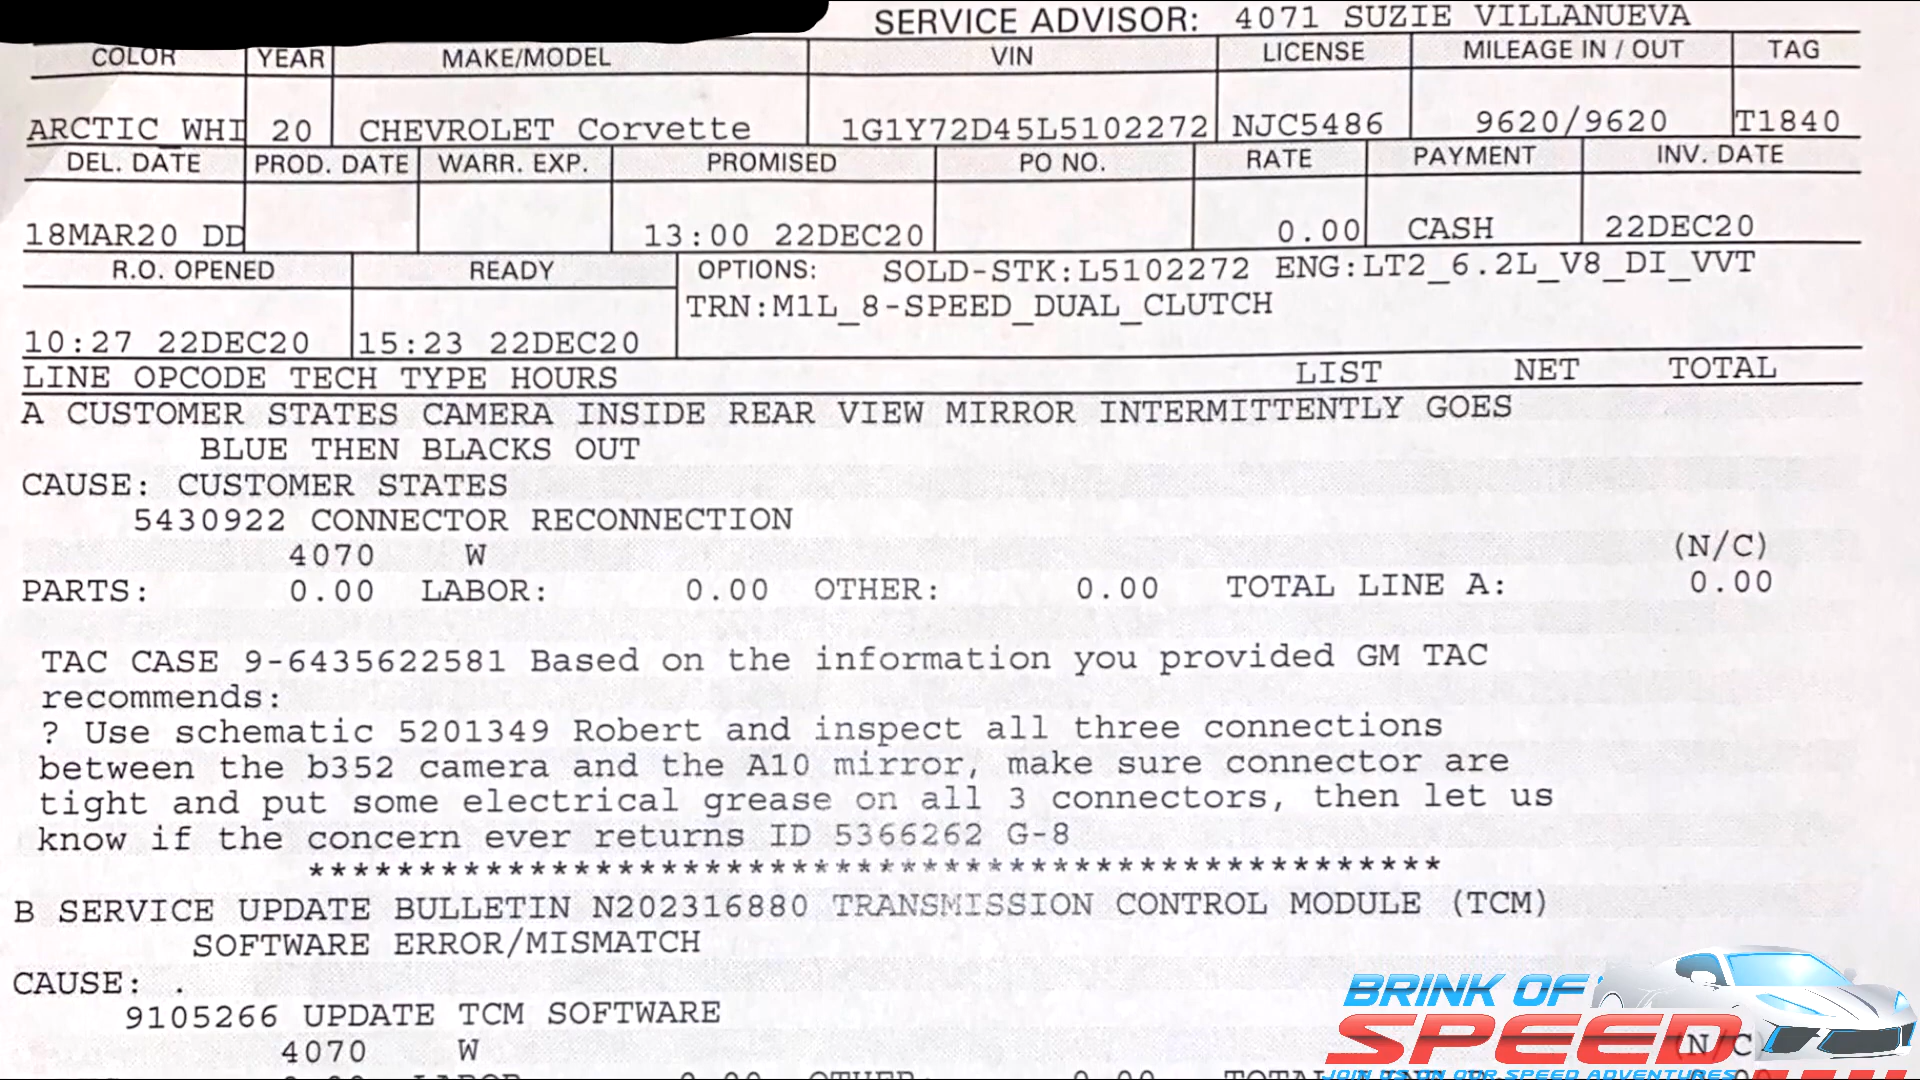 SERVICE ADVISOR: 4071 SUZIE VILLANUEVA
COLOR YEAR MAKE/MODEL VIN LICENSE MILEAGE IN / OUT TAG
ARCTIC_WHI 20 CHEVROLET Corvette 1G1Y72D45L5102272 NJC5486 9620/9620 T1840
DEL. DATE PROD. DATE WARR. EXP. PROMISED PO NO. RATE PAYMENT INV. DATE
18MAR20 DD 13:00 22DEC20 0.00 CASH 22DEC20
R.O. OPENED READY OPTIONS: SOLD-STK:L5102272 ENG:LT2_6.2L_V8_DI_VVT
TRN:M1L_8-SPEED_DUAL_CLUTCH
10:27 22DEC20 15:23 22DEC20
LINE OPCODE TECH TYPE HOURS LIST NET TOTAL
A CUSTOMER STATES CAMERA INSIDE REAR VIEW MIRROR INTERMITTENTLY GOES
BLUE THEN BLACKS OUT
CAUSE: CUSTOMER STATES
5430922 CONNECTOR RECONNECTION
4070 W (N/C)
PARTS: 0.00 LABOR: 0.00 OTHER: 0.00 TOTAL LINE A: 0.00
TAC CASE 9-6435622581 Based on the information you provided GM TAC
recommends:
? Use schematic 5201349 Robert and inspect all three connections
between the b352 camera and the A10 mirror, make sure connector are
tight and put some electrical grease on all 3 connectors, then let us
know if the concern ever returns ID 5366262 G-8
****************************************************
B SERVICE UPDATE BULLETIN N202316880 TRANSMISSION CONTROL MODULE (TCM)
SOFTWARE ERROR/MISMATCH
CAUSE: .
9105266 UPDATE TCM SOFTWARE
4070 W (N/C)
BRINK OF
SPEED
JOIN US ON OUR SPEED ADVENTURES